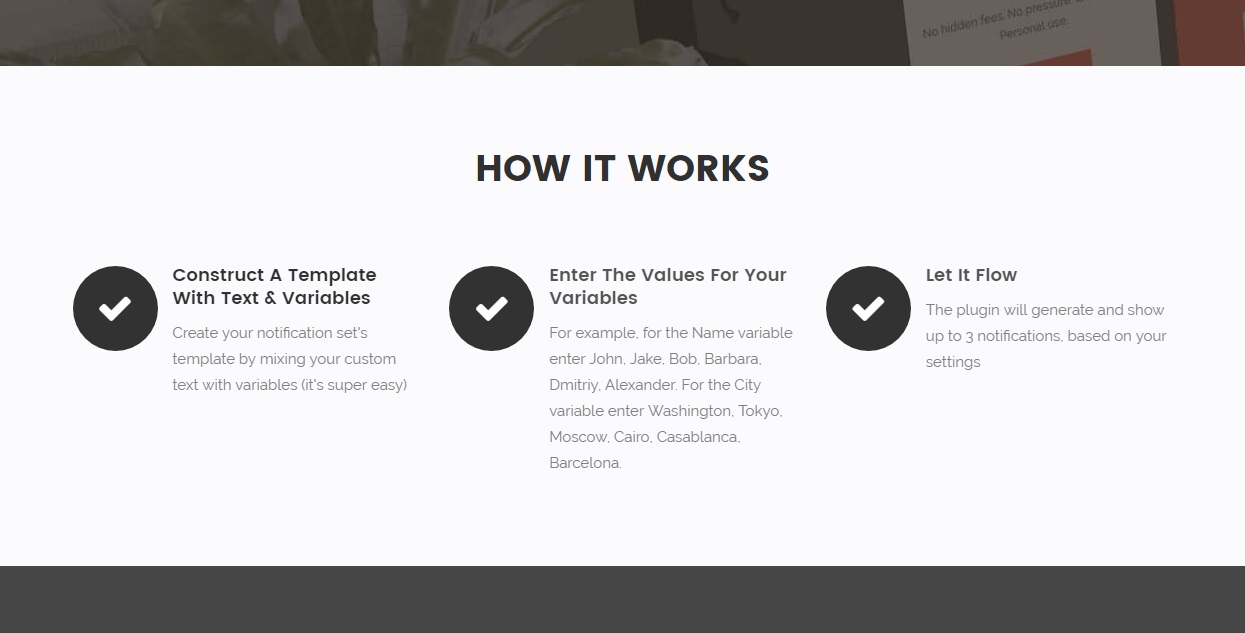 No hidden fees. No pressure.
Personal use.
HOW IT WORKS
Construct A Template
With Text & Variables
Create your notification set's
template by mixing your custom
text with variables (it's super easy)
Enter The Values For Your
Variables
For example, for the Name variable
enter John, Jake, Bob, Barbara,
Dmitriy, Alexander. For the City
variable enter Washington, Tokyo,
Moscow, Cairo, Casablanca,
Barcelona.
Let It Flow
The plugin will generate and show
up to 3 notifications, based on your
settings